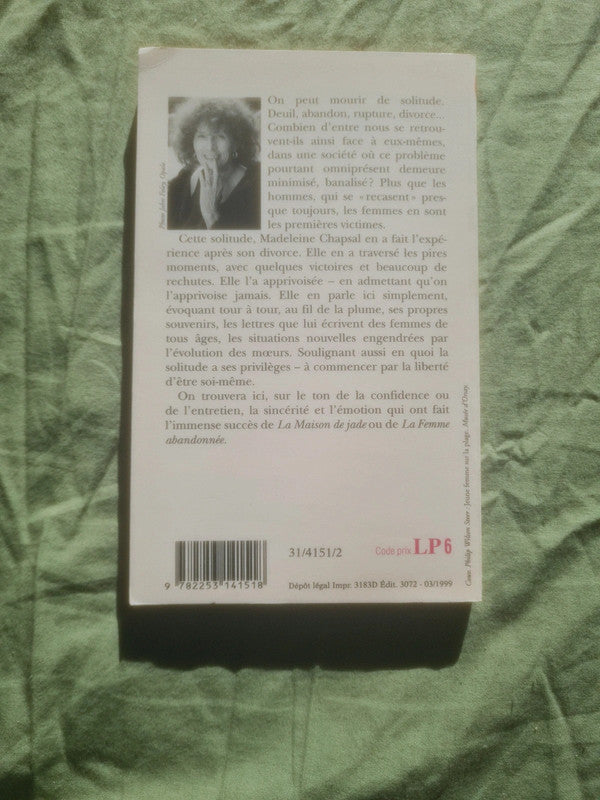 On peut mourir de solitude.
Deuil, abandon, rupture, divorce...
Combien d'entre nous se retrou-
vent-ils ainsi face à eux-mêmes,
dans une société où ce problème
pourtant omniprésent demeure
minimisé, banalisé ? Plus que les
hommes, qui se « recasent » pres-
que toujours, les femmes en sont
les premières victimes.
Cette solitude, Madeleine Chapsal en a fait l'expé-
rience après son divorce. Elle en a traversé les pires
moments, avec quelques victoires et beaucoup de
rechutes. Elle l'a apprivoisée – en admettant qu'on
l'apprivoise jamais. Elle en parle ici simplement,
évoquant tour à tour, au fil de la plume, ses propres
souvenirs, les lettres que lui écrivent des femmes de
tous âges, les situations nouvelles engendrées par
l'évolution des mœurs. Soulignant aussi en quoi la
solitude a ses privilèges – à commencer par la liberté
d'être soi-même.
On trouvera ici, sur le ton de la confidence ou
de l'entretien, la sincérité et l'émotion qui ont fait
l'immense succès de La Maison de jade ou de La Femme
abandonnée.
Photo John Foley, Opale
Couv. Philip Wilson Steer : Jeune femme sur la plage. Musée d'Orsay.
31/4151/2
Code prix LP6
9 782253 141518
Dépôt légal Impr. 3183D Édit. 3072 - 03/1999